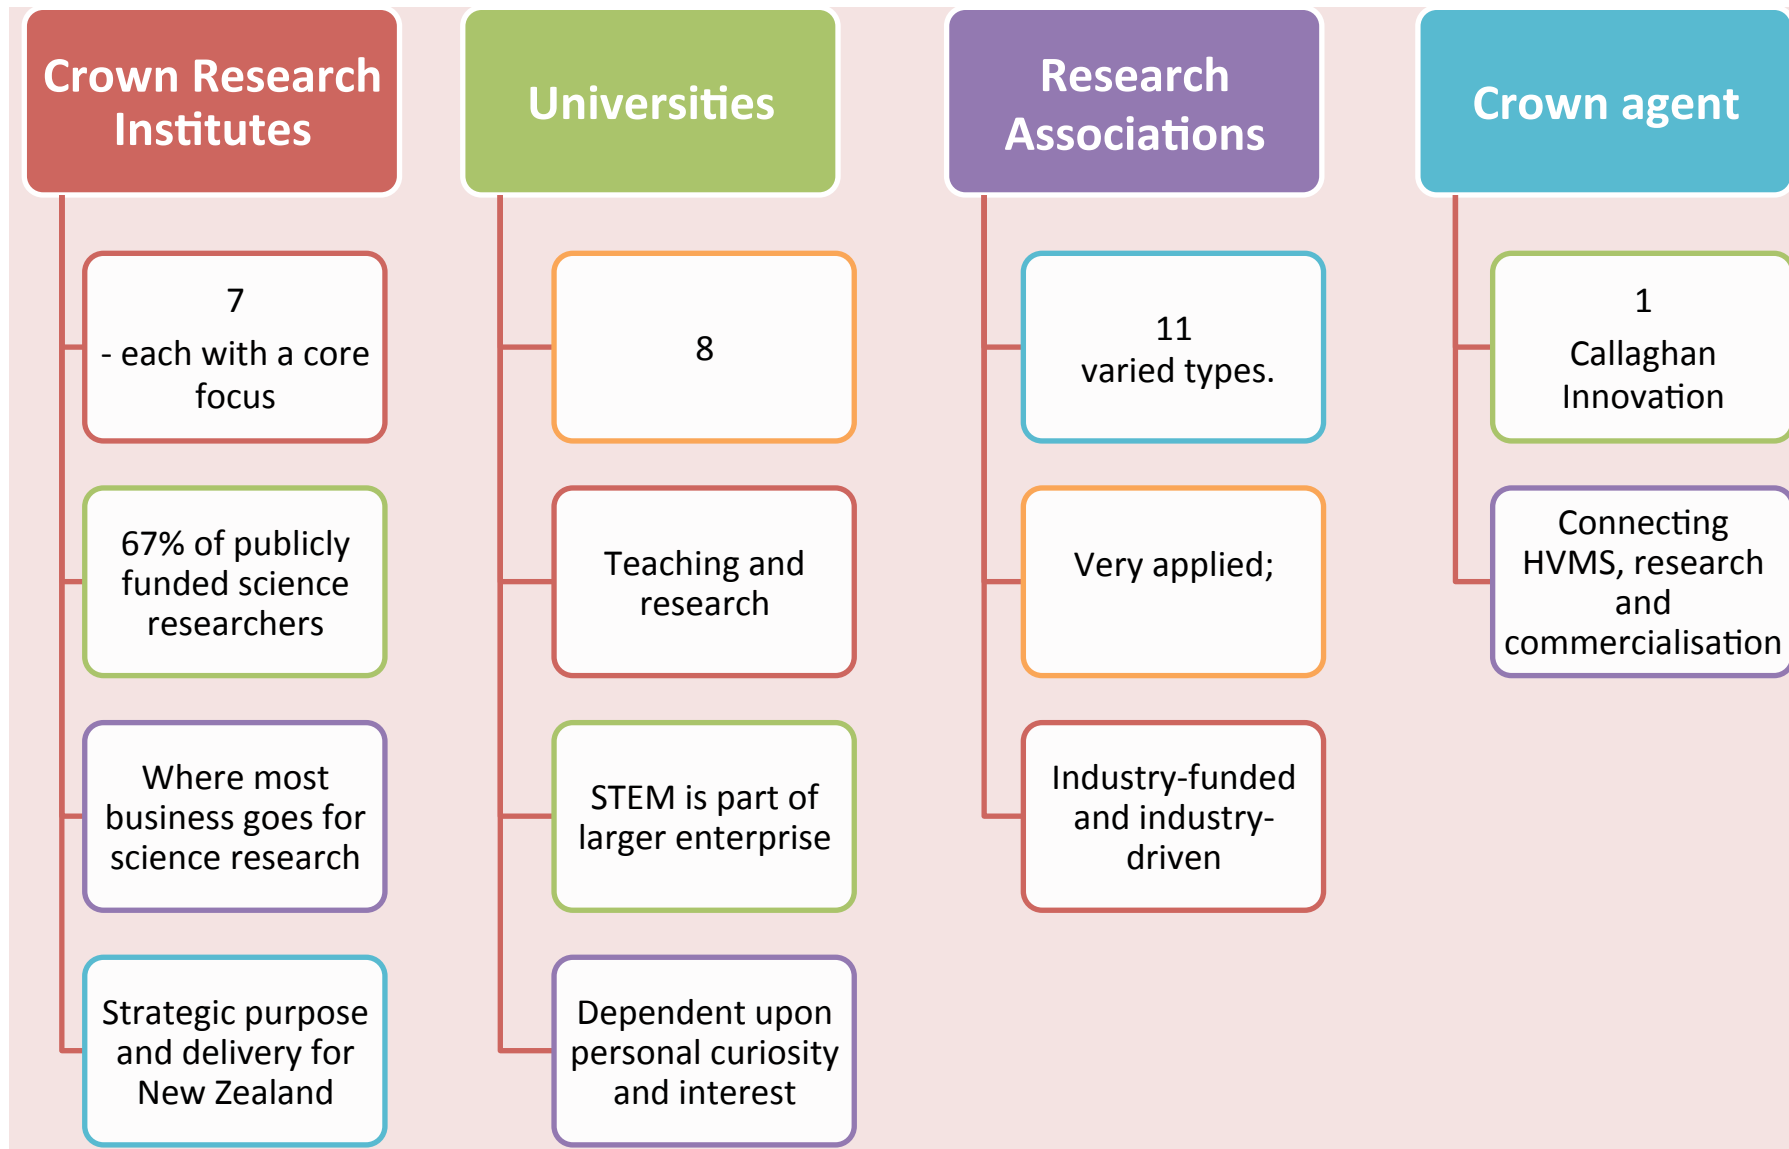 Crown Research
Institutes
7
- each with a core
focus
67% of publicly
funded science
researchers
Where most
business goes for
science research
Strategic purpose
and delivery for
New Zealand
Universities
8
Teaching and
research
STEM is part of
larger enterprise
Dependent upon
personal curiosity
and interest
Research
Associations
11
varied types.
Very applied;
Industry-funded
and industry-
driven
Crown agent
1
Callaghan
Innovation
Connecting
HVMS, research
and
commercialisation